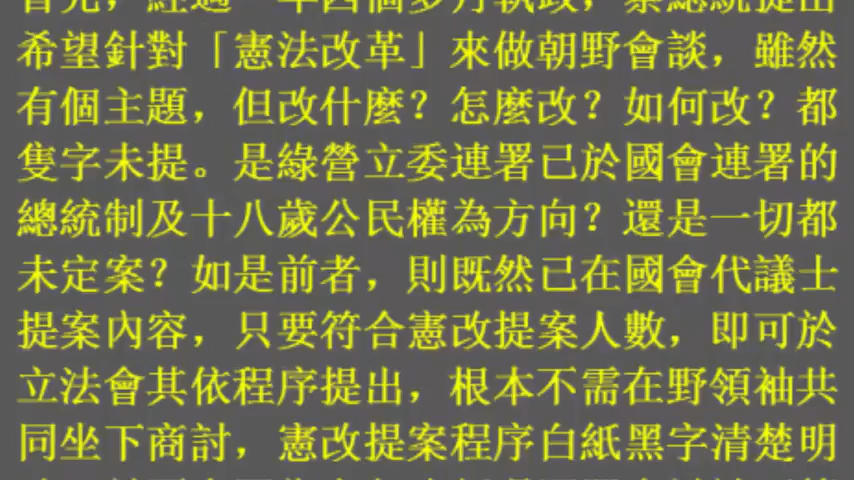 首先，經過一年四個多月執政，蔡總統提出
希望針對「憲法改革」來做朝野會談，雖然
有個主題，但改什麼？怎麼改？如何改？都
隻字未提。是綠營立委連署已於國會連署的
總統制及十八歲公民權為方向？還是一切都
未定案？如是前者，則既然已在國會代議士
提案內容，只要符合憲改提案人數，即可於
立法會其依程序提出，根本不需在野領袖共
同坐下商討，憲改提案程序白紙黑字清楚明